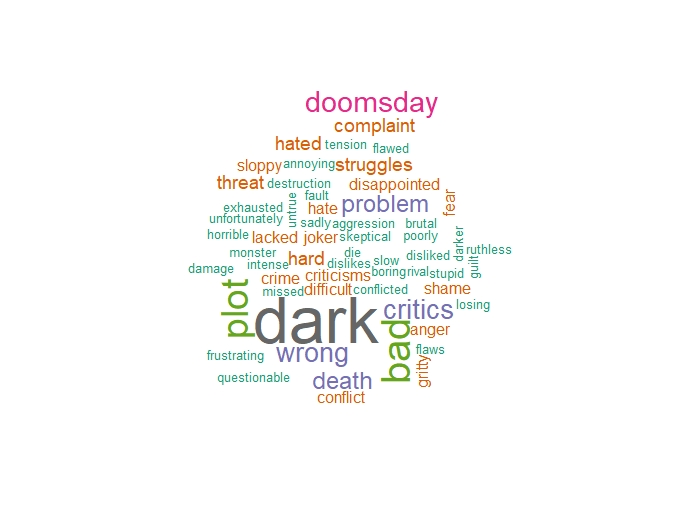 doomsday
complaint
hated tension flawed
sloppy annoying struggles
threat destruction disappointed
fault
exhausted untrue hate problem fear
unfortunately sadly aggression brutal
horrible lacked joker skeptical poorly darker
monster die disliked ruthless
damage intense hard dislikes slow guilt
crime criticisms boring rival stupid
missed difficult conflicted shame
plot dark critics losing
bad anger
frustrating wrong flaws
questionable death gritty
conflict